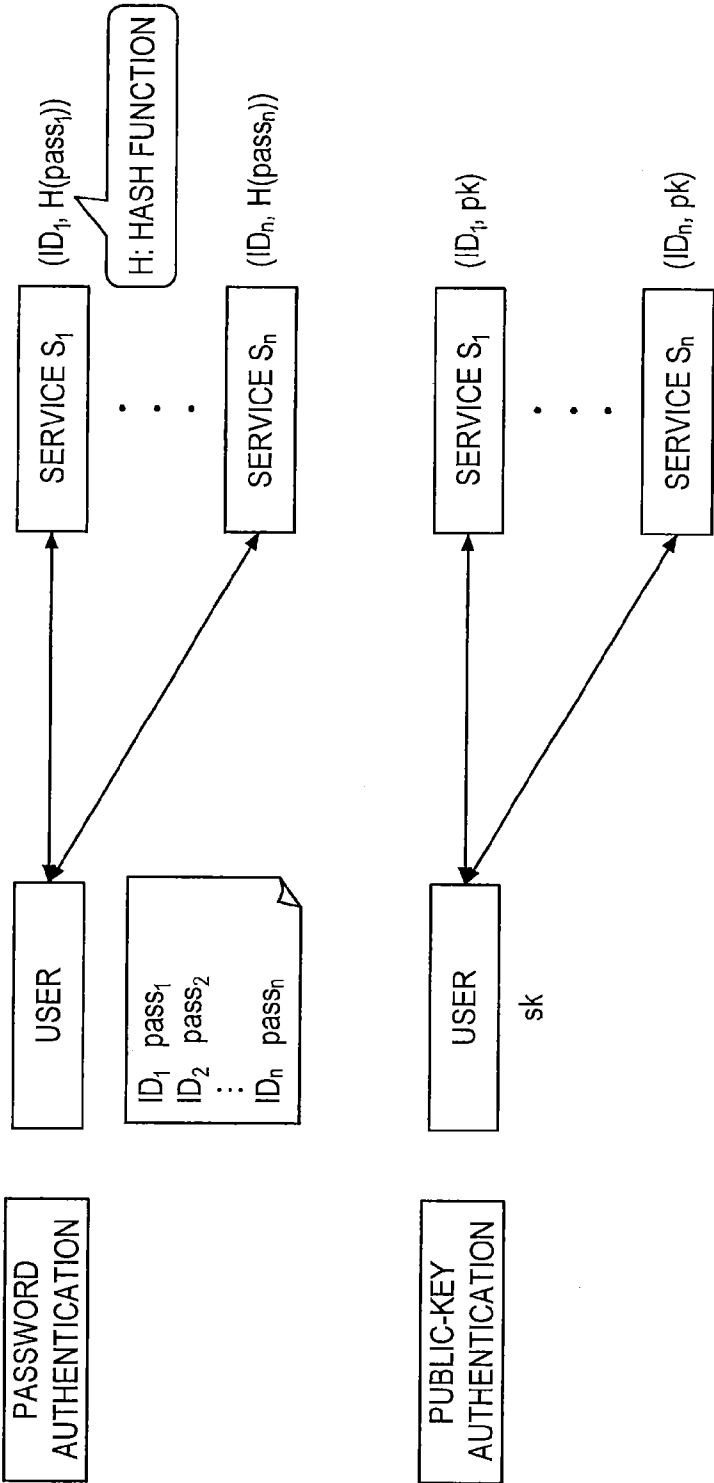 PASSWORD
AUTHENTICATION
USER
ID₁ pass₁
ID₂ pass₂
⋮
IDₙ passₙ
SERVICE S₁
(ID₁, H(pass₁))
H: HASH FUNCTION
. . .
SERVICE Sₙ
(IDₙ, H(passₙ))
PUBLIC-KEY
AUTHENTICATION
USER
sk
SERVICE S₁
(ID₁, pk)
. . .
SERVICE Sₙ
(IDₙ, pk)